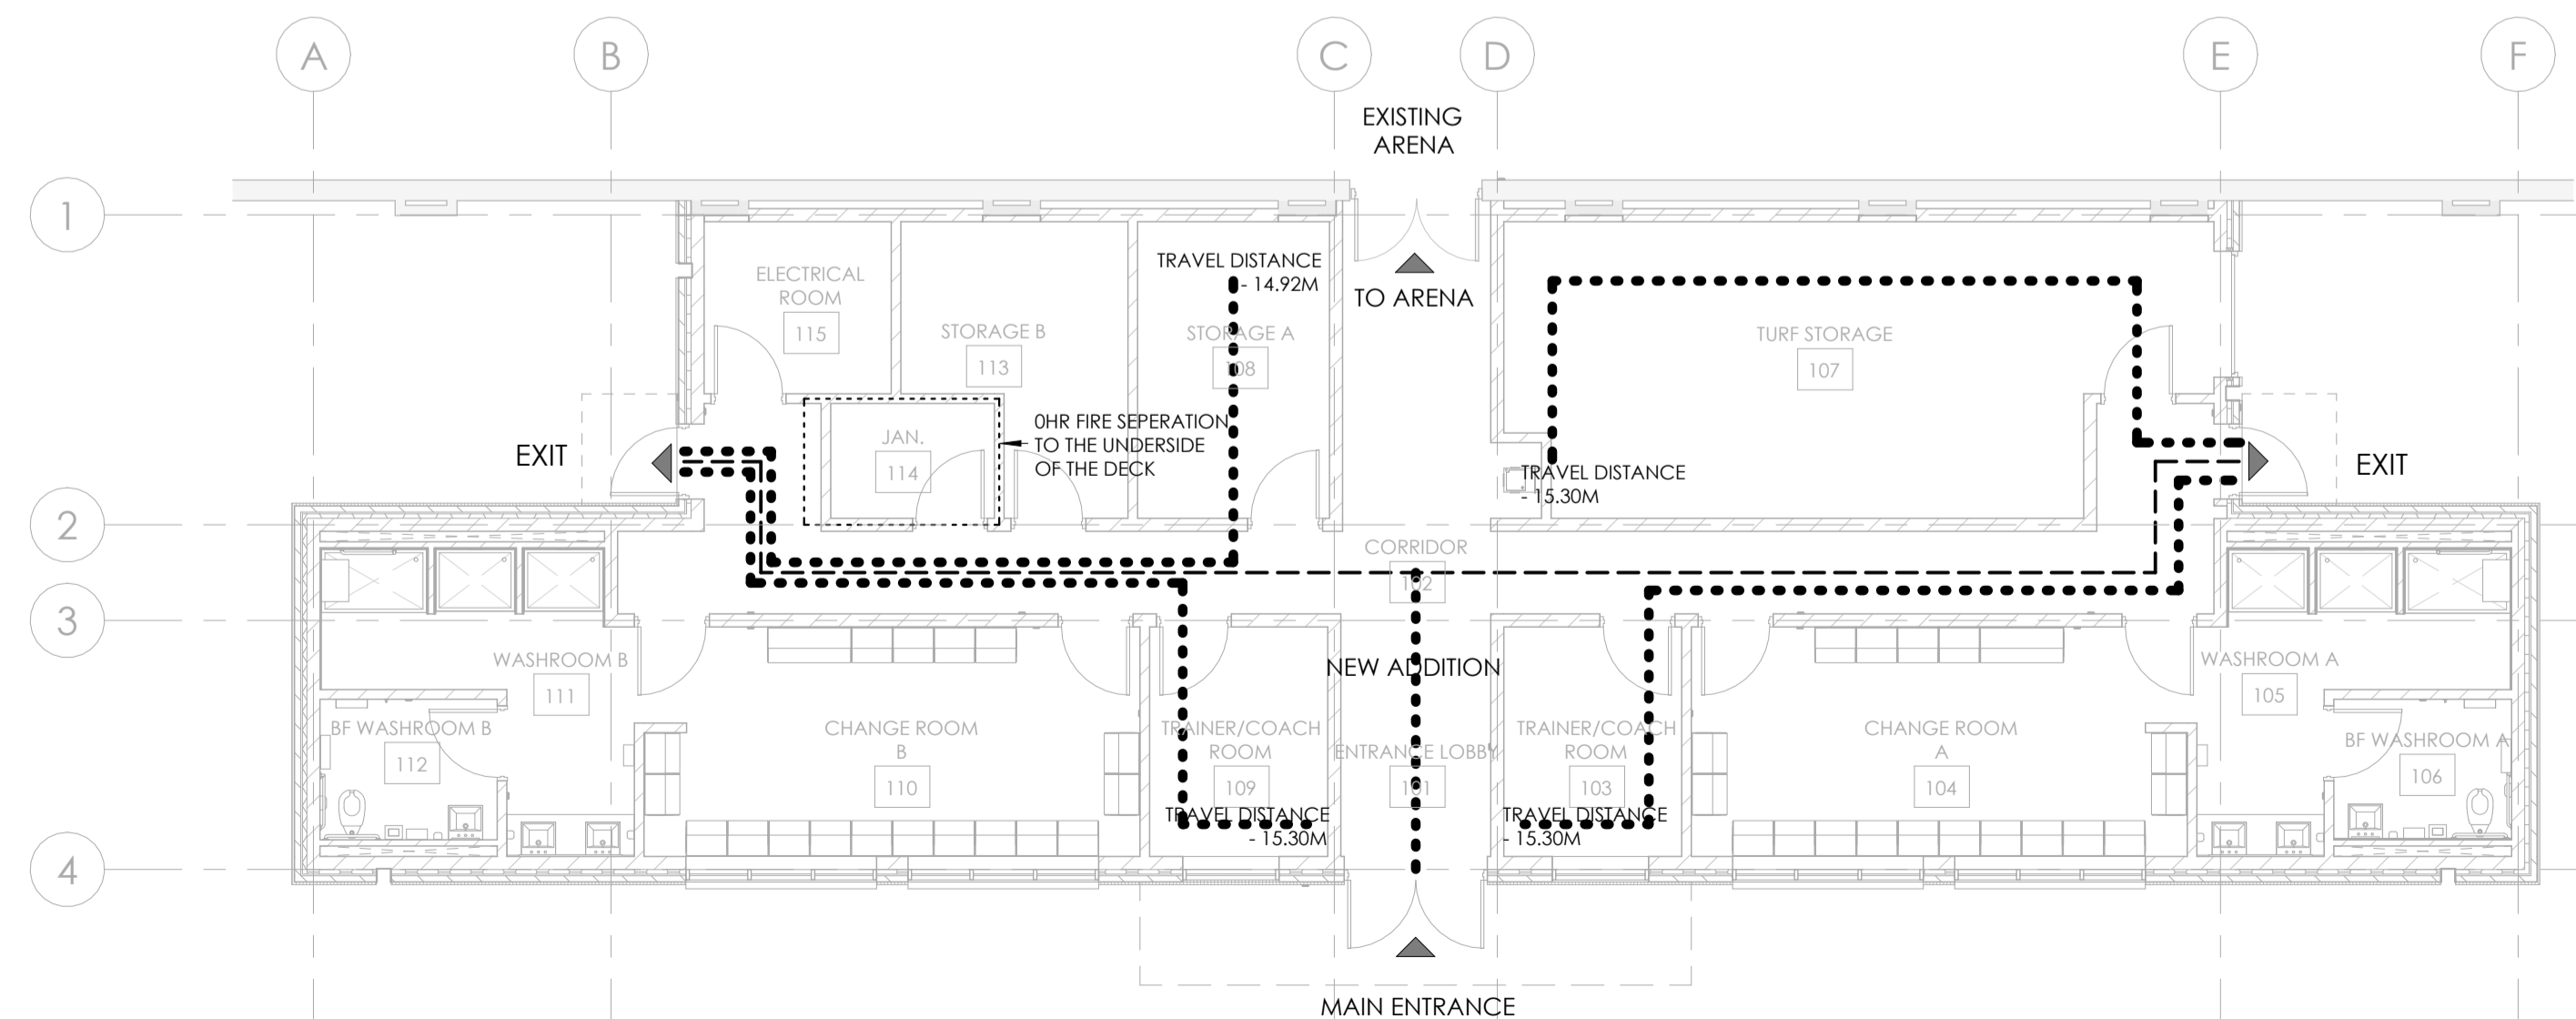 A
B
C
D
E
F
EXISTING
ARENA
1
TRAVEL DISTANCE
- 14.92M
TO ARENA
ELECTRICAL
ROOM
115
STORAGE B
113
STORAGE A
108
TURF STORAGE
107
0HR FIRE SEPERATION
TO THE UNDERSIDE
OF THE DECK
JAN.
114
EXIT
EXIT
TRAVEL DISTANCE
- 15.30M
2
CORRIDOR
102
3
NEW ADDITION
WASHROOM B
111
WASHROOM A
105
BF WASHROOM B
112
CHANGE ROOM
B
110
TRAINER/COACH
ROOM
109
ENTRANCE LOBBY
101
TRAINER/COACH
ROOM
103
CHANGE ROOM
A
104
BF WASHROOM A
106
TRAVEL DISTANCE
- 15.30M
TRAVEL DISTANCE
- 15.30M
4
MAIN ENTRANCE